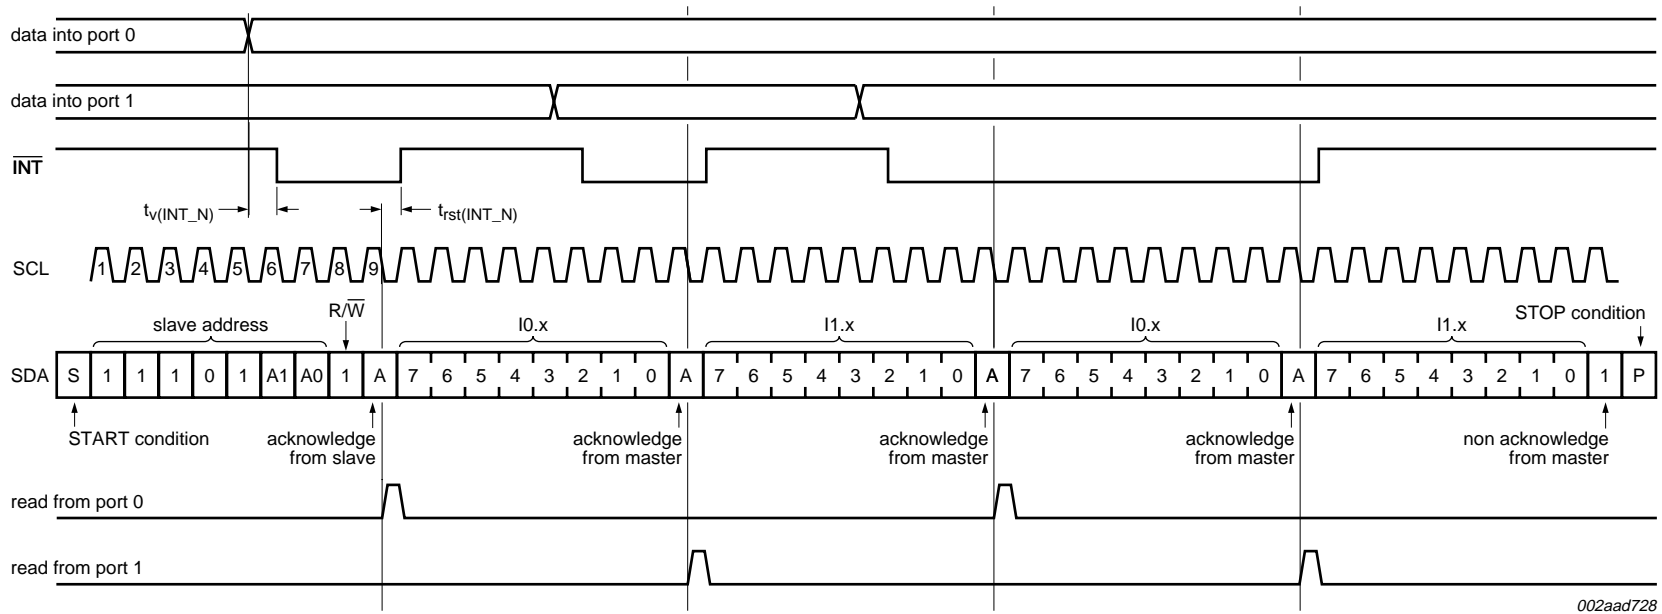 data into port 0
data into port 1
INT
tv(INT_N)
trst(INT_N)
SCL
1 2 3 4 5 6 7 8 9
R/W
slave address
I0.x
I1.x
I0.x
I1.x
STOP condition
SDA S 1 1 1 0 1 A1 A0 1 A 7 6 5 4 3 2 1 0 A 7 6 5 4 3 2 1 0 A 7 6 5 4 3 2 1 0 A 7 6 5 4 3 2 1 0 1 P
START condition
acknowledge
from slave
acknowledge
from master
acknowledge
from master
acknowledge
from master
non acknowledge
from master
read from port 0
read from port 1
002aad728